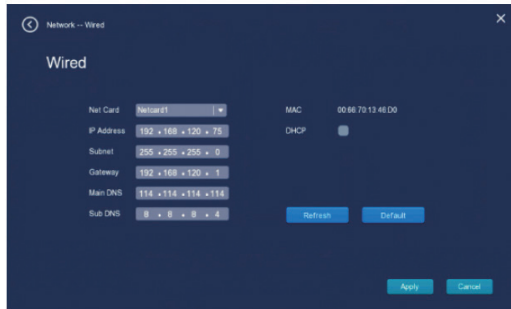 Network -- Wired
Wired
Net Card Netcard1 MAC 00:66:70:13:46:D0
IP Address 192 . 168 . 120 . 75 DHCP
Subnet 255 . 255 . 255 . 0
Gateway 192 . 168 . 120 . 1
Main DNS 114 . 114 . 114 . 114
Sub DNS 8 . 8 . 8 . 4 Refresh Default
Apply Cancel